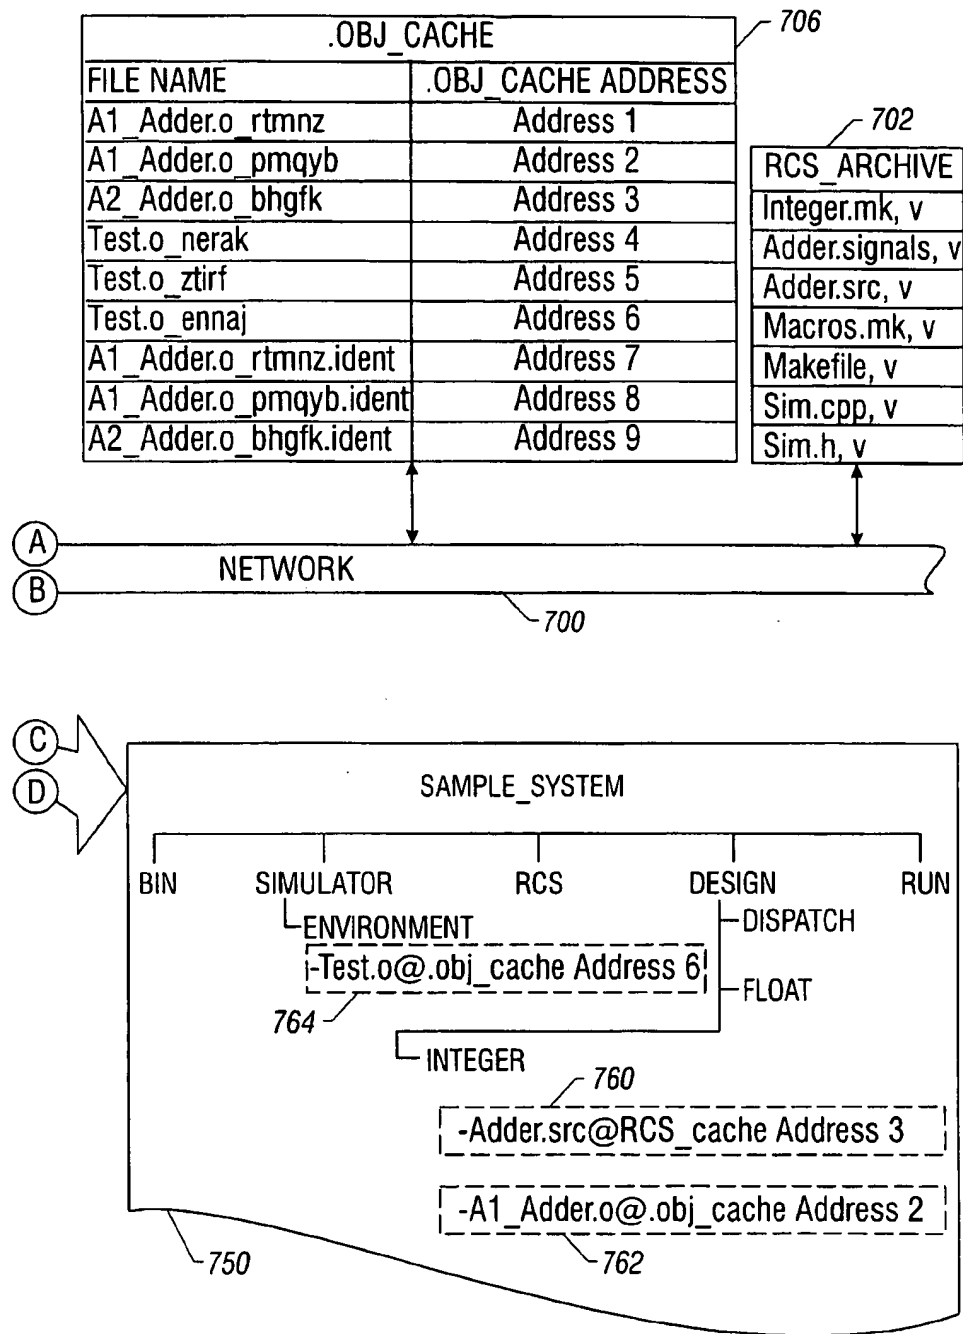 706
.OBJ_CACHE
FILE NAME .OBJ_CACHE ADDRESS
A1_Adder.o_rtmnz Address 1
A1_Adder.o_pmqyb Address 2
A2_Adder.o_bhgfk Address 3
Test.o_nerak Address 4
Test.o_ztirf Address 5
Test.o_ennaj Address 6
A1_Adder.o_rtmnz.ident Address 7
A1_Adder.o_pmqyb.ident Address 8
A2_Adder.o_bhgfk.ident Address 9
702
RCS_ARCHIVE
Integer.mk, v
Adder.signals, v
Adder.src, v
Macros.mk, v
Makefile, v
Sim.cpp, v
Sim.h, v
A
NETWORK
B
700
C
D
SAMPLE_SYSTEM
BIN SIMULATOR RCS DESIGN RUN
ENVIRONMENT
DISPATCH
-Test.o@.obj_cache Address 6
FLOAT
764
INTEGER
760
-Adder.src@RCS_cache Address 3
-A1_Adder.o@.obj_cache Address 2
750
762